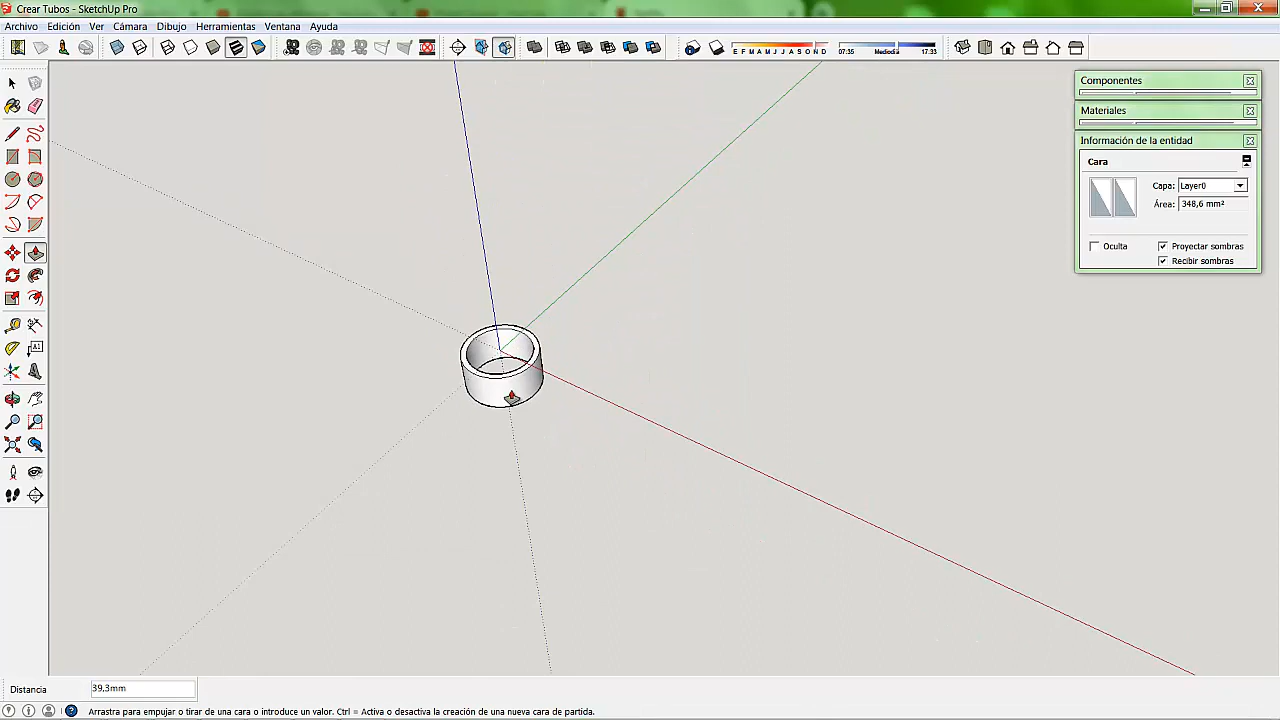 Crear Tubos - SketchUp Pro
Archivo Edición Ver Cámara Dibujo Herramientas Ventana Ayuda
E F M A M J J A S O N D 07:35 Mediodía 17:33
Componentes
Materiales
Información de la entidad
Cara
Capa: Layer0
Área: 348,6 mm²
Oculta Proyectar sombras
Recibir sombras
A1
Distancia 39,3mm
Arrastra para empujar o tirar de una cara o introduce un valor. Ctrl = Activa o desactiva la creación de una nueva cara de partida.